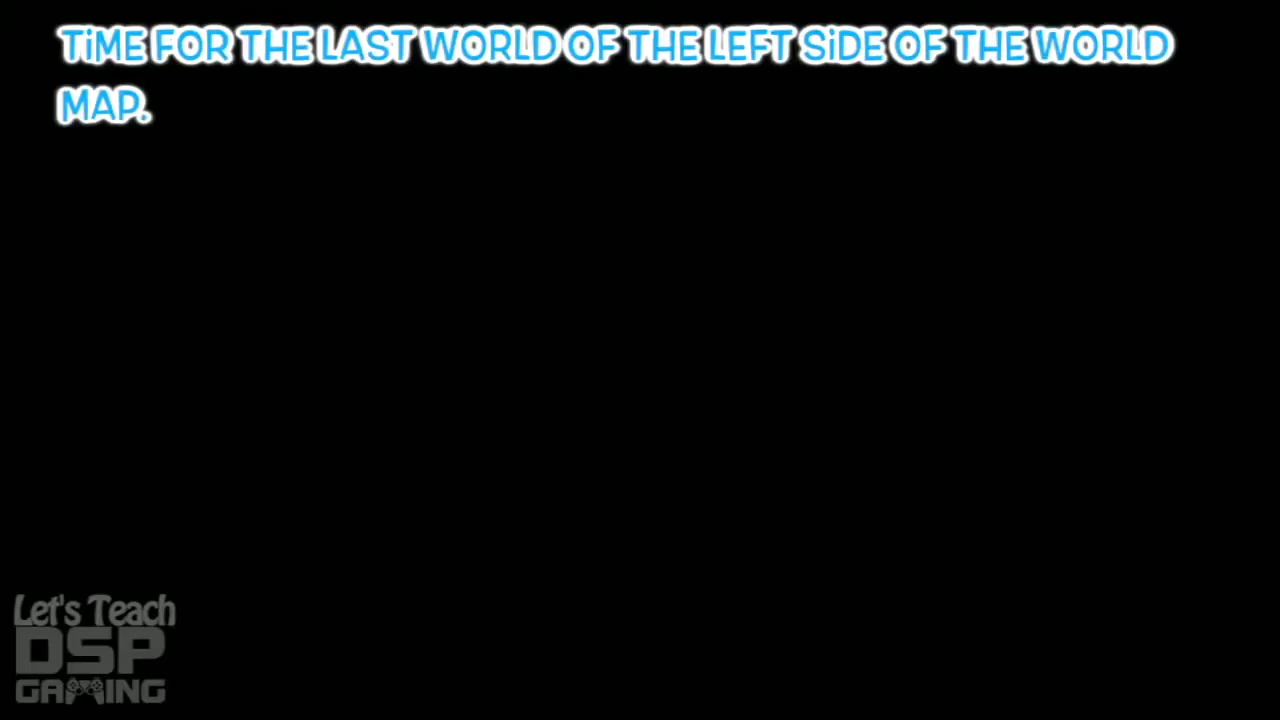 TiME FOR THE LAST WORLD OF THE LEFT SiDE OF THE WORLD
MAP.
Let's Teach
DSP
GAMING